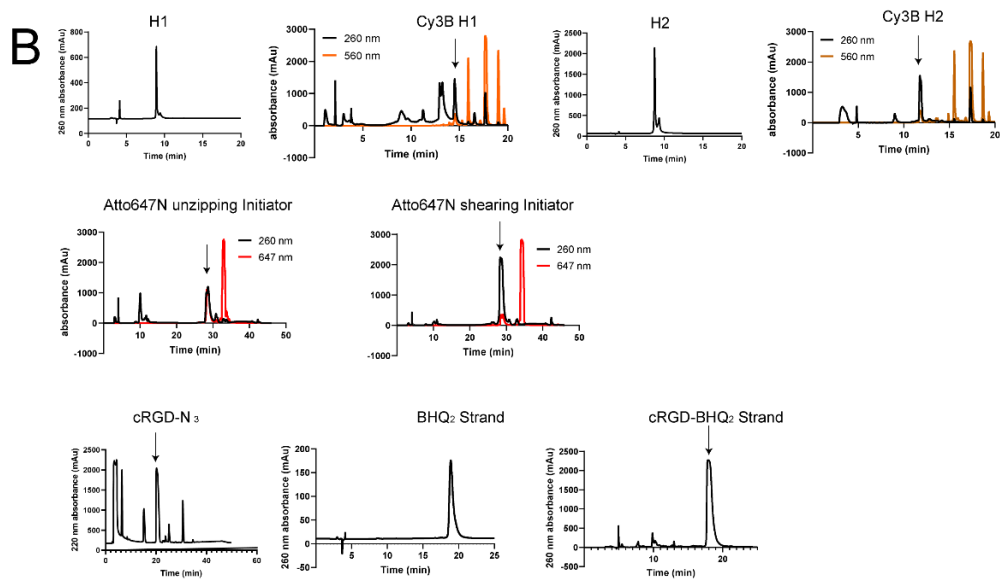 B
H1
260 nm absorbance (mAu)
800
600
400
200
0
0 5 10 15 20
Time (min)
Cy3B H1
260 nm
560 nm
absorbance (mAu)
3000
2000
1000
0
-1000
5 10 15 20
Time (min)
H2
260 nm absorbance (mAu)
2500
2000
1500
1000
500
0
0 5 10 15 20
Time (min)
Cy3B H2
260 nm
560 nm
absorbance (mAu)
3000
2000
1000
0
-1000
5 10 15 20
Time (min)
Atto647N unzipping Initiator
260 nm
647 nm
absorbance (mAu)
3000
2000
1000
0
-1000
10 20 30 40 50
Time (min)
Atto647N shearing Initiator
260 nm
647 nm
absorbance (mAu)
3000
2000
1000
0
-1000
10 20 30 40 50
Time (min)
cRGD-N3
220 nm absorbance (mAu)
2500
2000
1500
1000
500
0
0 20 40 60
Time (min)
BHQ2 Strand
260 nm absorbance (mAu)
200
150
100
50
0
-50
5 10 15 20 25
Time (min)
cRGD-BHQ2 Strand
260 nm absorbance (mAu)
2500
2000
1500
1000
500
0
-500
5 10 15 20
Time (min)